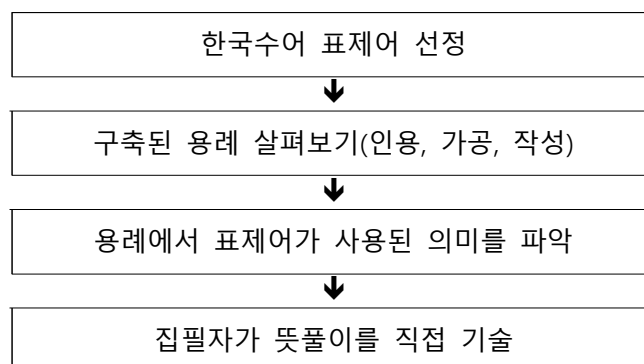 한국수어 표제어 선정
구축된 용례 살펴보기(인용, 가공, 작성)
용례에서 표제어가 사용된 의미를 파악
집필자가 뜻풀이를 직접 기술